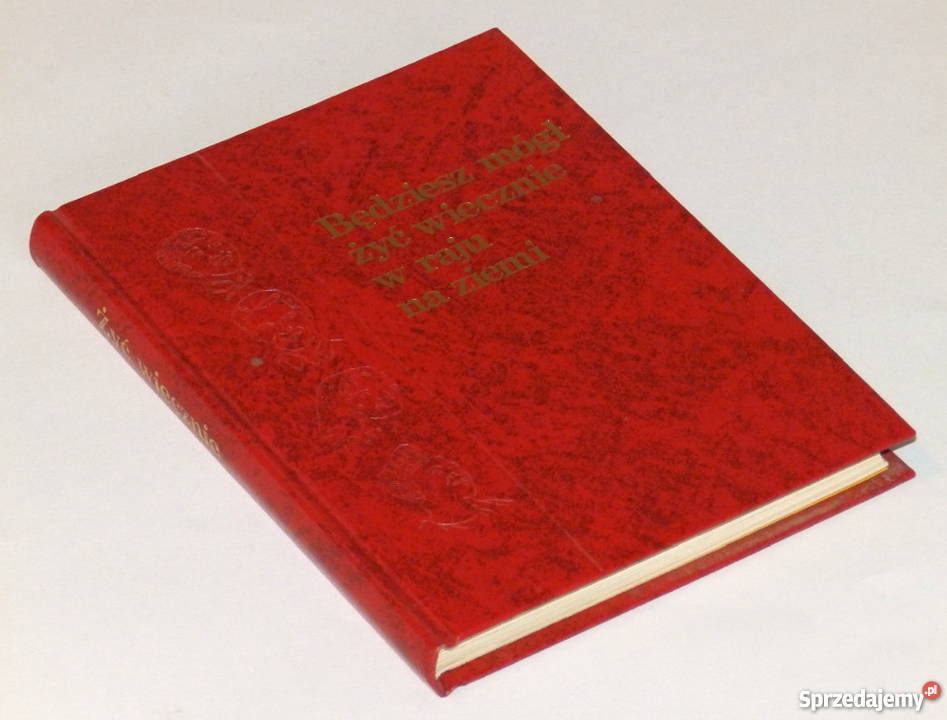 Będziesz mógł
żyć wiecznie
w raju
na ziemi
Żyć wiecznie
Sprzedajemy.pl